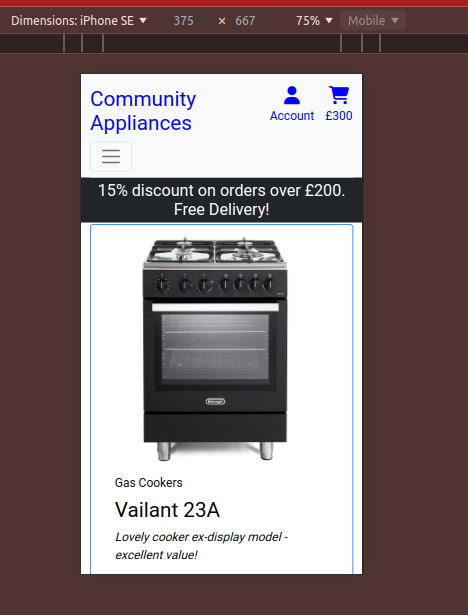 Dimensions: iPhone SE 375 × 667 75% Mobile
Community
Appliances
Account £300
15% discount on orders over £200.
Free Delivery!
DeLonghi
Gas Cookers
Vailant 23A
Lovely cooker ex-display model -
excellent value!